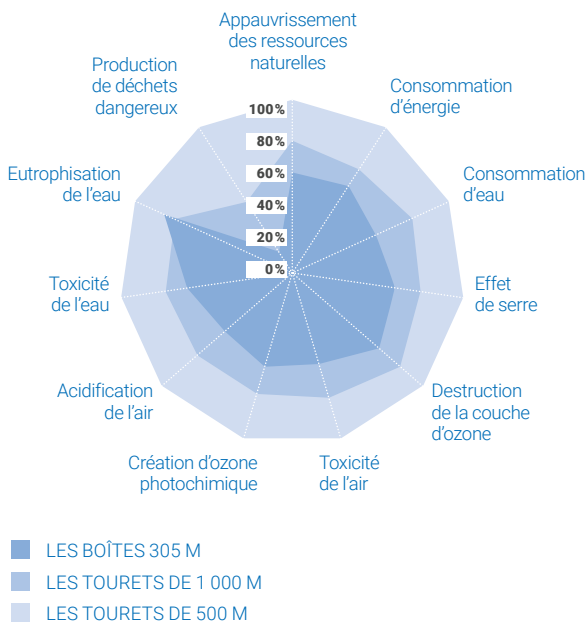 Appauvrissement
des ressources
naturelles
Production
de déchets
dangereux
Consommation
d'énergie
100%
80%
60%
40%
20%
0%
Eutrophisation
de l'eau
Consommation
d'eau
Toxicité
de l'eau
Effet
de serre
Acidification
de l'air
Destruction
de la couche
d'ozone
Création d'ozone
photochimique
Toxicité
de l'air
LES BOÎTES 305 M
LES TOURETS DE 1 000 M
LES TOURETS DE 500 M